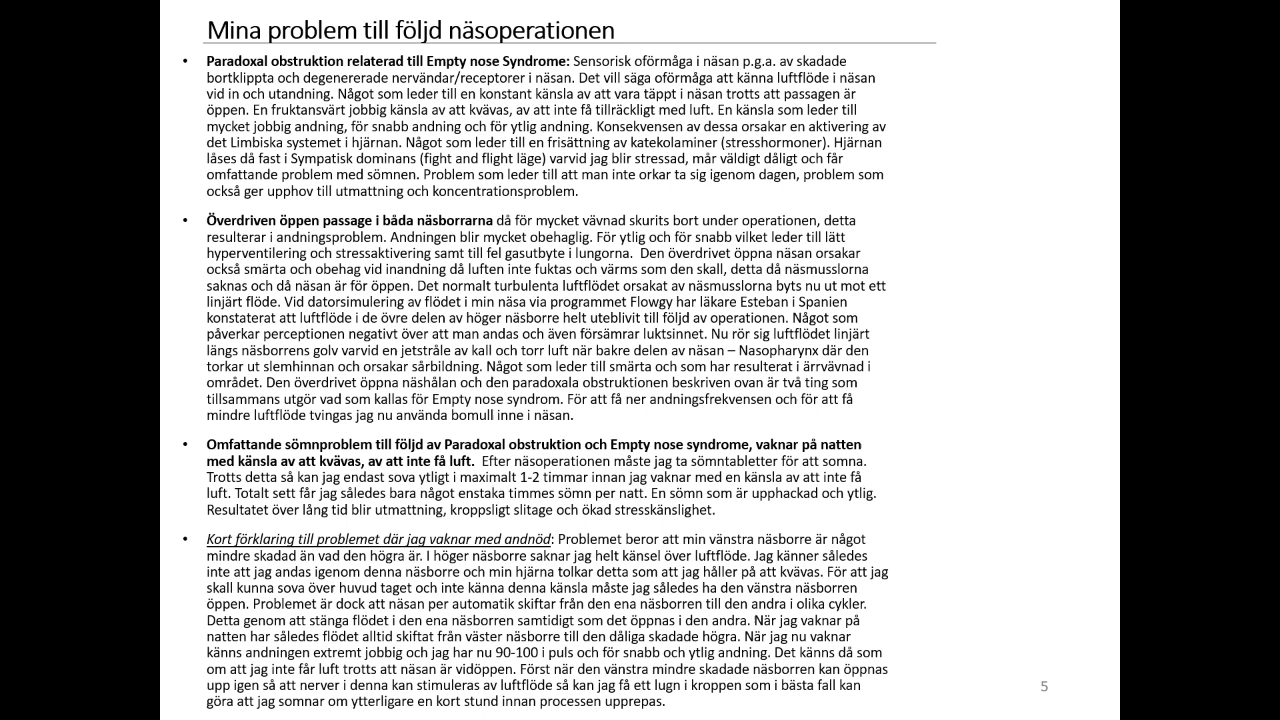 Mina problem till följd näsoperationen
• Paradoxal obstruktion relaterad till Empty nose Syndrome: Sensorisk oförmåga i näsan p.g.a. av skadade
bortklippta och degenererade nervändar/receptorer i näsan. Det vill säga oförmåga att känna luftflöde i näsan
vid in och utandning. Något som leder till en konstant känsla av att vara täppt i näsan trotts att passagen är
öppen. En fruktansvärt jobbig känsla av att kvävas, av att inte få tillräckligt med luft. En känsla som leder till
mycket jobbig andning, för snabb andning och för ytlig andning. Konsekvensen av dessa orsakar en aktivering av
det Limbiska systemet i hjärnan. Något som leder till en frisättning av katekolaminer (stresshormoner). Hjärnan
låses då fast i Sympatisk dominans (fight and flight läge) varvid jag blir stressad, mår väldigt dåligt och får
omfattande problem med sömnen. Problem som leder till att man inte orkar ta sig igenom dagen, problem som
också ger upphov till utmattning och koncentrationsproblem.
• Överdriven öppen passage i båda näsborrarna då för mycket vävnad skurits bort under operationen, detta
resulterar i andningsproblem. Andningen blir mycket obehaglig. För ytlig och för snabb vilket leder till lätt
hyperventilering och stressaktivering samt till fel gasutbyte i lungorna.  Den överdrivet öppna näsan orsakar
också smärta och obehag vid inandning då luften inte fuktas och värms som den skall, detta då näsmusslorna
saknas och då näsan är för öppen. Det normalt turbulenta luftflödet orsakat av näsmusslorna byts nu ut mot ett
linjärt flöde. Vid datorsimulering av flödet i min näsa via programmet Flowgy har läkare Esteban i Spanien
konstaterat att luftflöde i de övre delen av höger näsborre helt uteblivit till följd av operationen. Något som
påverkar perceptionen negativt över att man andas och även försämrar luktsinnet. Nu rör sig luftflödet linjärt
längs näsborrens golv varvid en jetstråle av kall och torr luft når bakre delen av näsan – Nasopharynx där den
torkar ut slemhinnan och orsakar sårbildning. Något som leder till smärta och som har resulterat i ärrvävnad i
området. Den överdrivet öppna näshålan och den paradoxala obstruktionen beskriven ovan är två ting som
tillsammans utgör vad som kallas för Empty nose syndrom. För att få ner andningsfrekvensen och för att få
mindre luftflöde tvingas jag nu använda bomull inne i näsan.
• Omfattande sömnproblem till följd av Paradoxal obstruktion och Empty nose syndrome, vaknar på natten
med känsla av att kvävas, av att inte få luft.  Efter näsoperationen måste jag ta sömntabletter för att somna.
Trotts detta så kan jag endast sova ytligt i maximalt 1-2 timmar innan jag vaknar med en känsla av att inte få
luft. Totalt sett får jag således bara något enstaka timmes sömn per natt. En sömn som är upphackad och ytlig.
Resultatet över lång tid blir utmattning, kroppsligt slitage och ökad stresskänslighet.
• Kort förklaring till problemet där jag vaknar med andnöd: Problemet beror att min vänstra näsborre är något
mindre skadad än vad den högra är. I höger näsborre saknar jag helt känsel över luftflöde. Jag känner således
inte att jag andas igenom denna näsborre och min hjärna tolkar detta som att jag håller på att kvävas. För att jag
skall kunna sova över huvud taget och inte känna denna känsla måste jag således ha den vänstra näsborren
öppen. Problemet är dock att näsan per automatik skiftar från den ena näsborren till den andra i olika cykler.
Detta genom att stänga flödet i den ena näsborren samtidigt som det öppnas i den andra. När jag vaknar på
natten har således flödet alltid skiftat från väster näsborre till den dåliga skadade högra. När jag nu vaknar
känns andningen extremt jobbig och jag har nu 90-100 i puls och för snabb och ytlig andning. Det känns då som
om att jag inte får luft trotts att näsan är vidöppen. Först när den vänstra mindre skadade näsborren kan öppnas
upp igen så att nerver i denna kan stimuleras av luftflöde så kan jag få ett lugn i kroppen som i bästa fall kan
göra att jag somnar om ytterligare en kort stund innan processen upprepas.
5